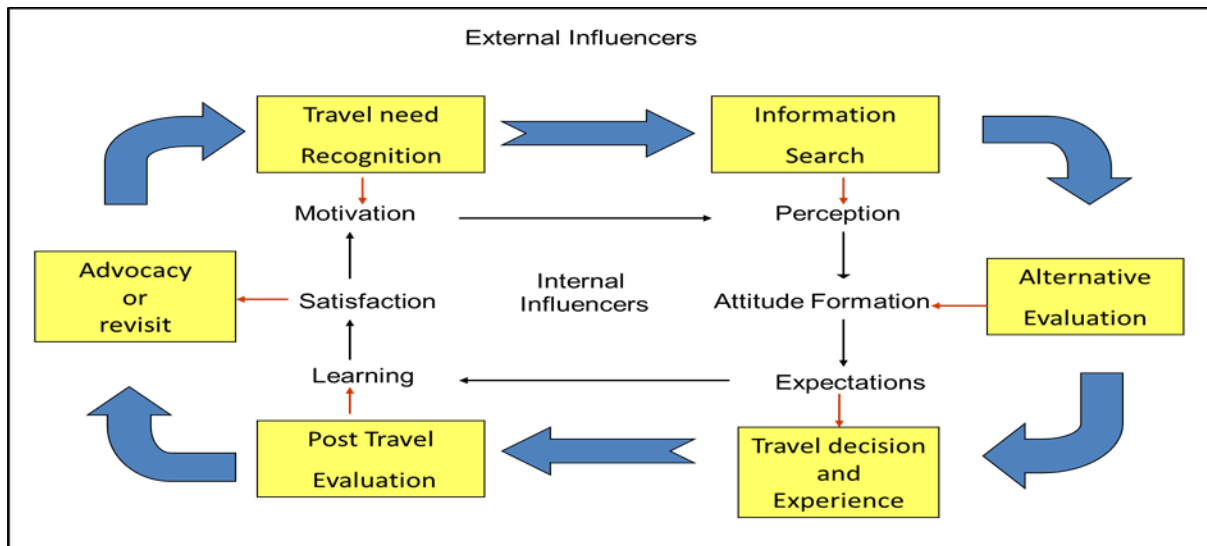 External Influencers
Travel need
Recognition
Information
Search
Motivation
Perception
Advocacy
or
revisit
Satisfaction
Internal
Influencers
Attitude Formation
Alternative
Evaluation
Learning
Expectations
Post Travel
Evaluation
Travel decision
and
Experience